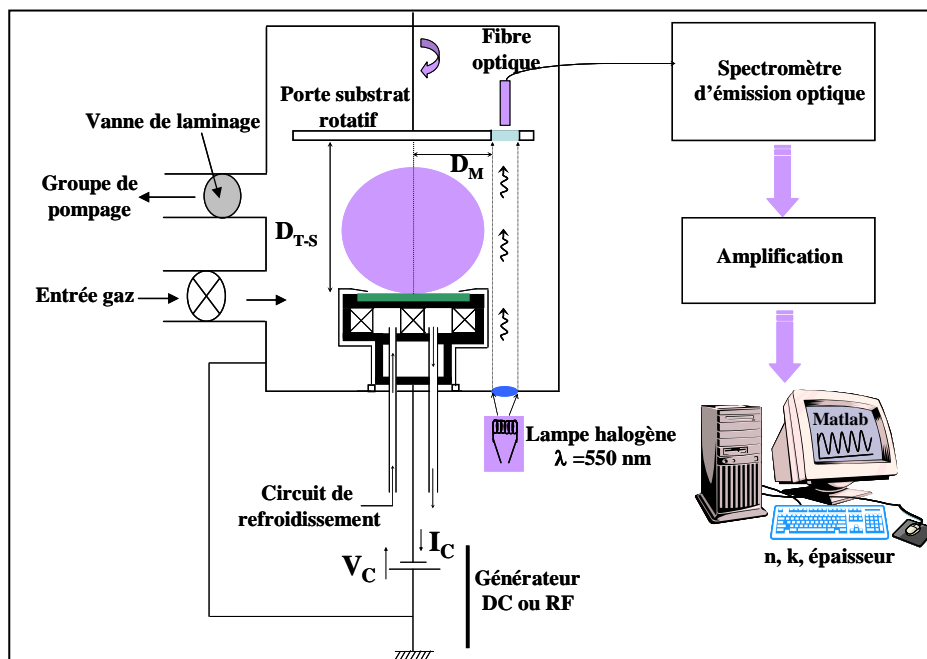 Fibre
optique
Spectromètre
d'émission optique
Porte substrat
rotatif
Vanne de laminage
D_M
Groupe de
pompage
D_T-S
Amplification
Entrée gaz
Matlab
Lampe halogène
λ =550 nm
Circuit de
refroidissement
I_C
V_C
n, k, épaisseur
Générateur
DC ou RF